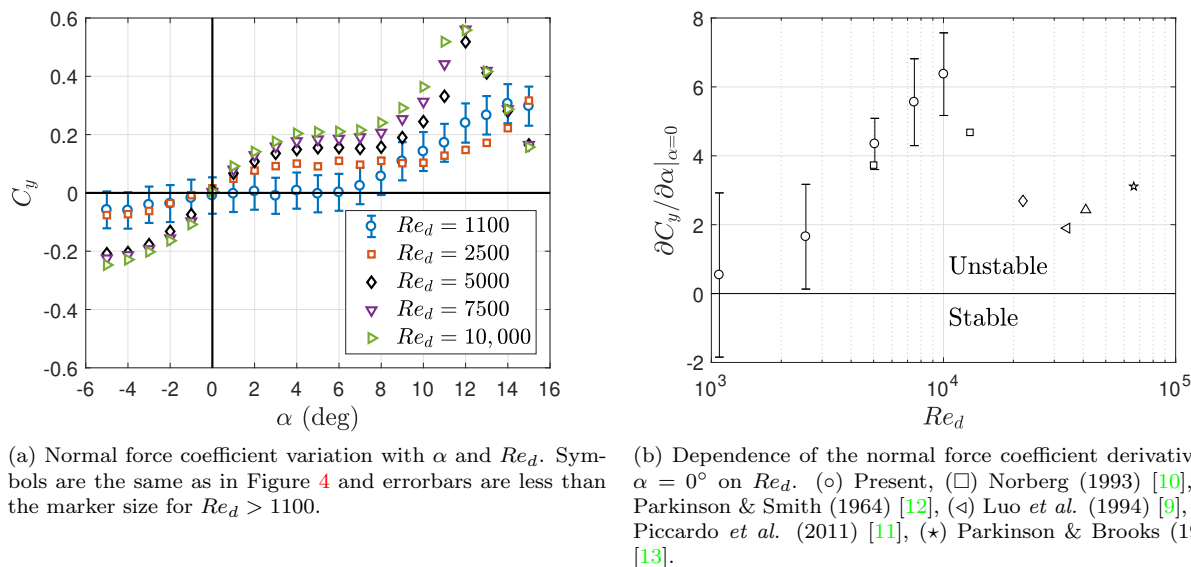 0.6
0.4
0.2
0
-0.2
-0.4
-0.6
C_y
-6 -4 -2 0 2 4 6 8 10 12 14 16
α (deg)
Re_d = 1100
Re_d = 2500
Re_d = 5000
Re_d = 7500
Re_d = 10,000
(a) Normal force coefficient variation with α and Re_d. Sym-
bols are the same as in Figure 4 and errorbars are less than
the marker size for Re_d > 1100.
8
6
4
2
0
-2
∂C_y/∂α|_{α=0}
Unstable
Stable
10^3 10^4 10^5
Re_d
(b) Dependence of the normal force coefficient derivativ
α = 0° on Re_d. (○) Present, (□) Norberg (1993) [10],
Parkinson & Smith (1964) [12], (◁) Luo et al. (1994) [9],
Piccardo et al. (2011) [11], (⋆) Parkinson & Brooks (1
[13].